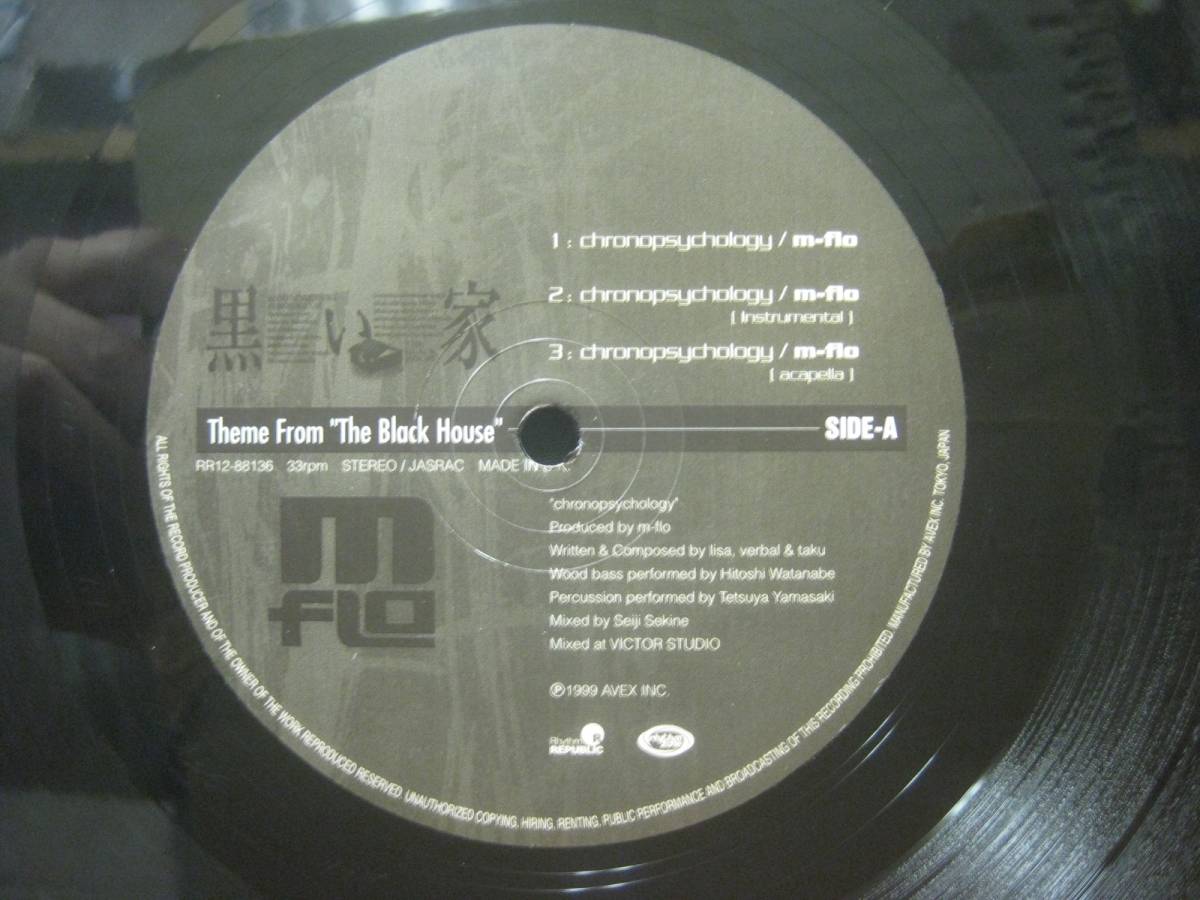 1 : chronopsychology / m-flo
2 : chronopsychology / m-flo
[ Instrumental ]
3 : chronopsychology / m-flo
[ acapella ]
黒い家
Theme From "The Black House"
SIDE-A
RR12-88136 33rpm STEREO / JASRAC MADE IN
m
flo
"chronopsychology"
Produced by m-flo
Written & Composed by lisa, verbal & taku
Wood bass performed by Hitoshi Watanabe
Percussion performed by Tetsuya Yamasaki
Mixed by Seiji Sekine
Mixed at VICTOR STUDIO
℗1999 AVEX INC.
Rhythm
REPUBLIC
ALL RIGHTS OF THE RECORD PRODUCER AND OF THE OWNER OF THE WORK REPRODUCED RESERVED. UNAUTHORIZED COPYING, HIRING, RENTING, PUBLIC PERFORMANCE AND BROADCASTING OF THIS RECORDING PROHIBITED. MANUFACTURED BY AVEX INC. TOKYO, JAPAN